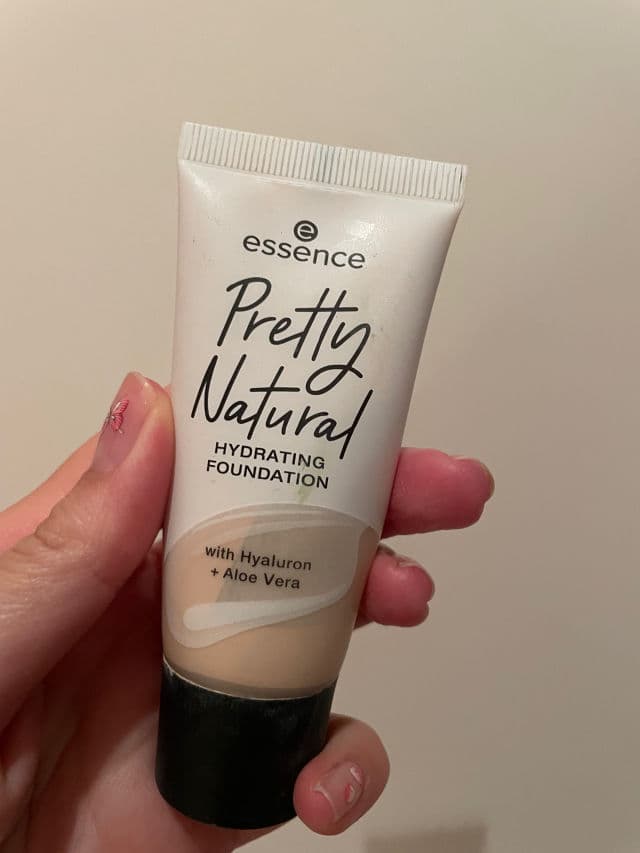 essence
Pretty
Natural
HYDRATING
FOUNDATION
with Hyaluron
+ Aloe Vera